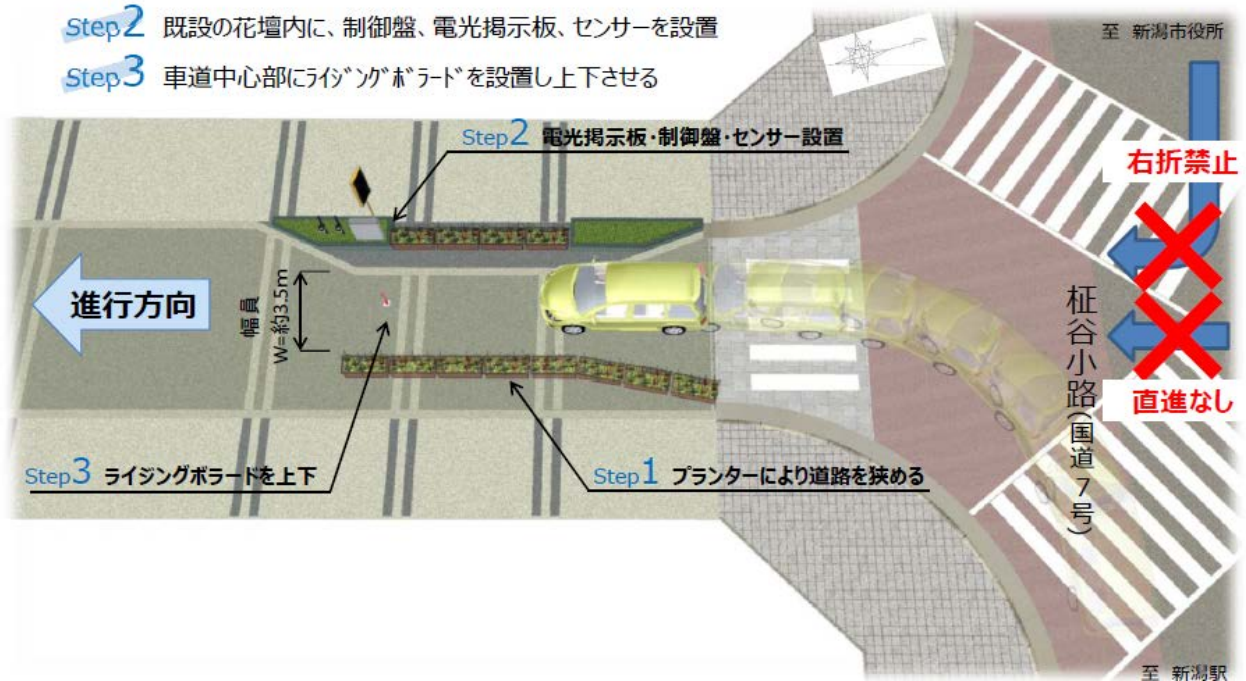 Step2 既設の花壇内に、制御盤、電光掲示板、センサーを設置
Step3 車道中心部にﾗｲｼﾞﾝｸﾞﾎﾞﾗｰﾄﾞを設置し上下させる
至 新潟市役所
Step2 電光掲示板・制御盤・センサー設置
右折禁止
進行方向
幅員
W=約3.5m
柾谷小路(国道7号)
直進なし
Step3 ライジングボラードを上下
Step1 プランターにより道路を狭める
至 新潟駅